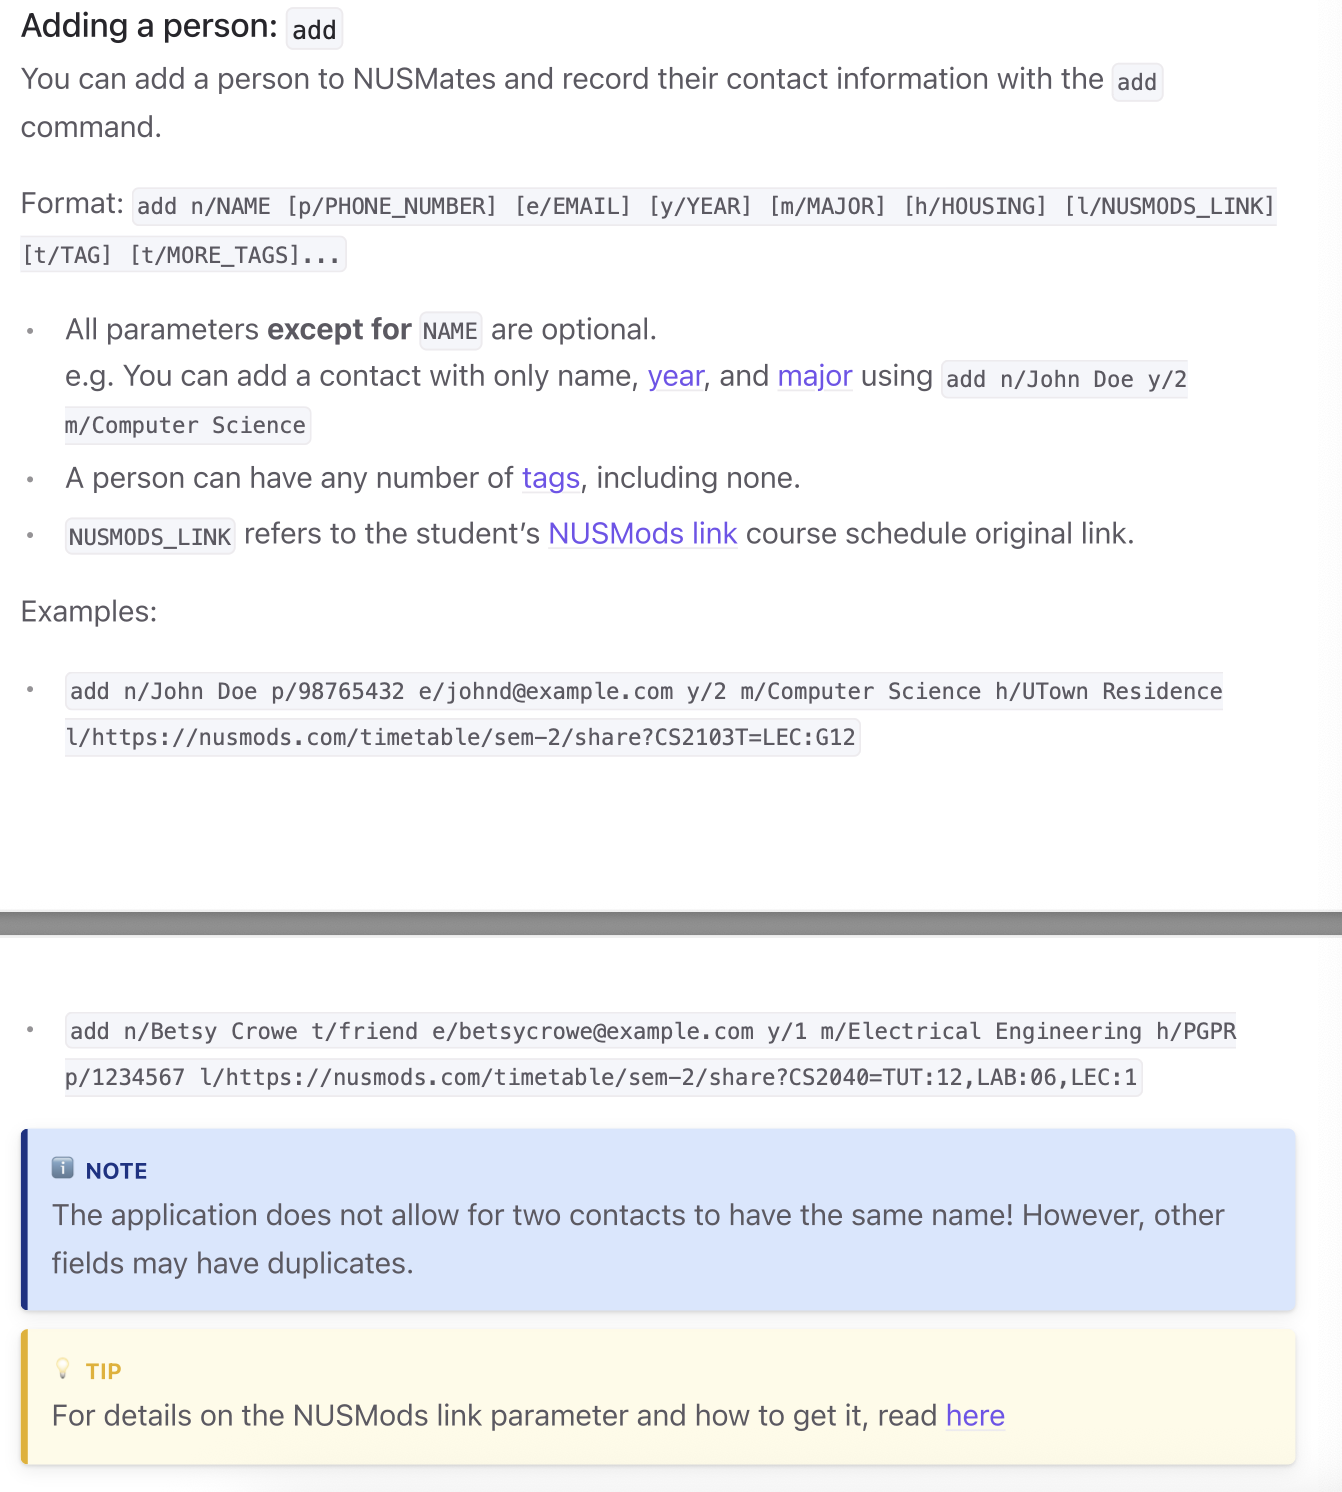 Adding a person: add
You can add a person to NUSMates and record their contact information with the add
command.
Format: add n/NAME [p/PHONE_NUMBER] [e/EMAIL] [y/YEAR] [m/MAJOR] [h/HOUSING] [l/NUSMODS_LINK]
[t/TAG] [t/MORE_TAGS]...
• All parameters except for NAME are optional.
e.g. You can add a contact with only name, year, and major using add n/John Doe y/2
m/Computer Science
• A person can have any number of tags, including none.
• NUSMODS_LINK refers to the student’s NUSMods link course schedule original link.
Examples:
• add n/John Doe p/98765432 e/johnd@example.com y/2 m/Computer Science h/UTown Residence
l/https://nusmods.com/timetable/sem-2/share?CS2103T=LEC:G12
• add n/Betsy Crowe t/friend e/betsycrowe@example.com y/1 m/Electrical Engineering h/PGPR
p/1234567 l/https://nusmods.com/timetable/sem-2/share?CS2040=TUT:12,LAB:06,LEC:1
ℹ️ NOTE
The application does not allow for two contacts to have the same name! However, other
fields may have duplicates.
💡 TIP
For details on the NUSMods link parameter and how to get it, read here